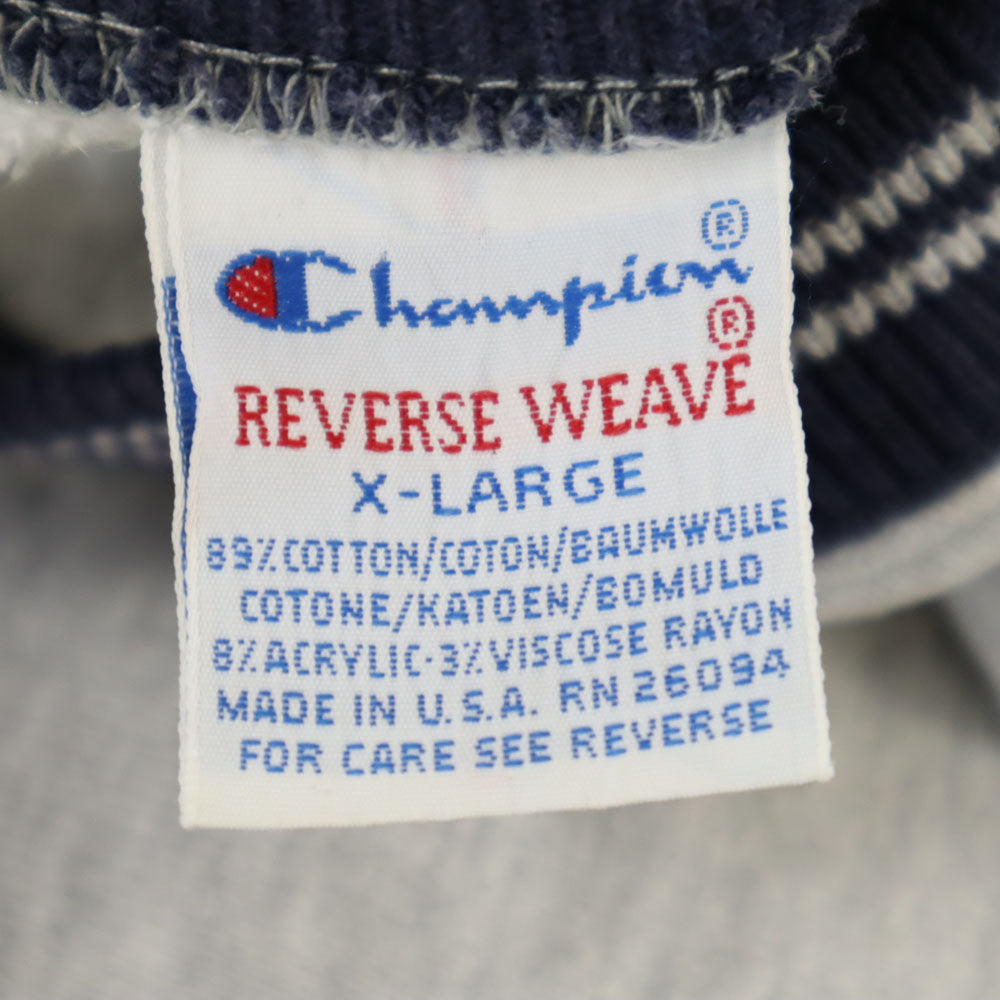 Champion®
REVERSE WEAVE®
X-LARGE
89% COTTON/COTON/BAUMWOLLE
COTONE/KATOEN/BOMULD
8% ACRYLIC·3% VISCOSE RAYON
MADE IN U.S.A. RN 26094
FOR CARE SEE REVERSE